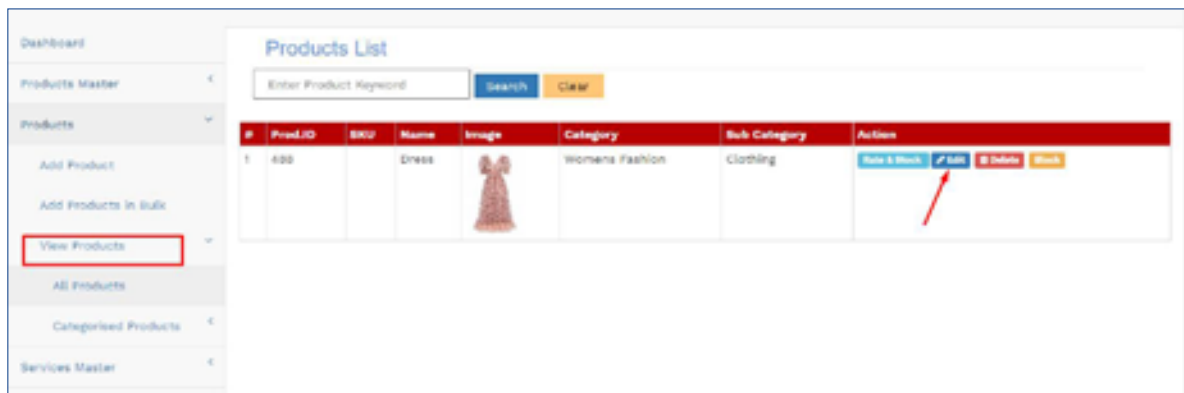 Dashboard
Products Master
Products
Add Product
Add Products in Bulk
View Products
All Products
Categorised Products
Services Master
Products List
Enter Product Keyword
Search Clear
# Prod.ID SKU Name Image Category Sub Category Action
1 Dress Womens Fashion Clothing Rate & Stock Edit Delete Block